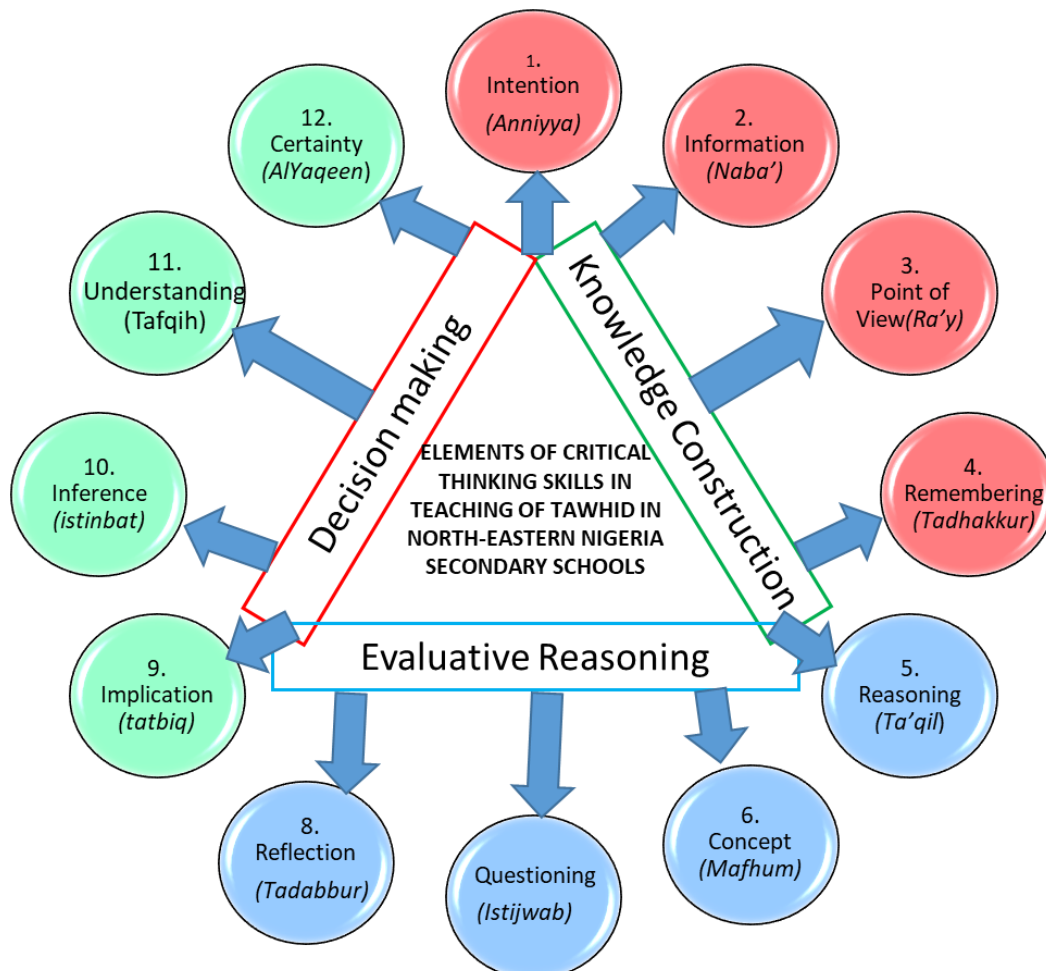 1.
Intention
(Anniyya)
2.
Information
(Naba’)
3.
Point of
View(Ra’y)
4.
Remembering
(Tadhakkur)
5.
Reasoning
(Ta’qil)
6.
Concept
(Mafhum)
Questioning
(Istijwab)
8.
Reflection
(Tadabbur)
9.
Implication
(tatbiq)
10.
Inference
(istinbat)
11.
Understanding
(Tafqih)
12.
Certainty
(AlYaqeen)
Decision making
Knowledge Construction
Evaluative Reasoning
ELEMENTS OF CRITICAL
THINKING SKILLS IN
TEACHING OF TAWHID IN
NORTH-EASTERN NIGERIA
SECONDARY SCHOOLS